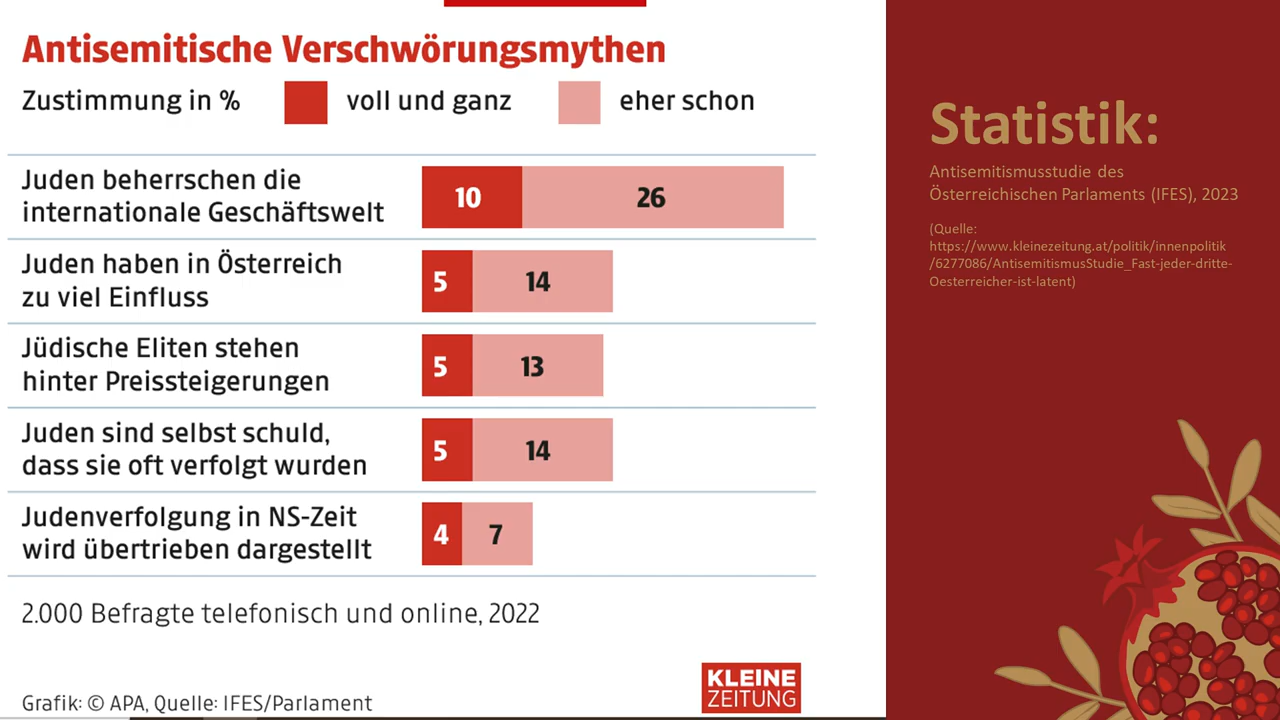 Antisemitische Verschwörungsmythen
Zustimmung in % voll und ganz eher schon
Juden beherrschen die
internationale Geschäftswelt
10 26
Juden haben in Österreich
zu viel Einfluss
5 14
Jüdische Eliten stehen
hinter Preissteigerungen
5 13
Juden sind selbst schuld,
dass sie oft verfolgt wurden
5 14
Judenverfolgung in NS-Zeit
wird übertrieben dargestellt
4 7
2.000 Befragte telefonisch und online, 2022
Grafik: © APA, Quelle: IFES/Parlament
KLEINE
ZEITUNG
Statistik:
Antisemitismusstudie des
Österreichischen Parlaments (IFES), 2023
(Quelle:
https://www.kleinezeitung.at/politik/innenpolitik
/6277086/AntisemitismusStudie_Fast-jeder-dritte-
Oesterreicher-ist-latent)